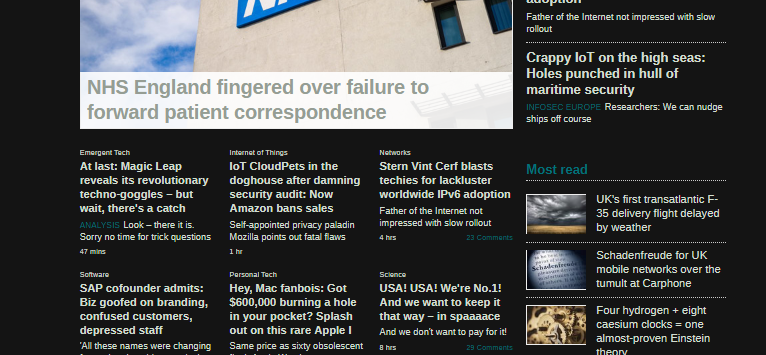 NHS England fingered over failure to
forward patient correspondence
Emergent Tech
At last: Magic Leap
reveals its revolutionary
techno-goggles – but
wait, there's a catch
ANALYSIS Look – there it is.
Sorry no time for trick questions
47 mins
Internet of Things
IoT CloudPets in the
doghouse after damning
security audit: Now
Amazon bans sales
Self-appointed privacy paladin
Mozilla points out fatal flaws
1 hr
Networks
Stern Vint Cerf blasts
techies for lackluster
worldwide IPv6 adoption
Father of the Internet not
impressed with slow rollout
4 hrs
23 Comments
Software
SAP cofounder admits:
Biz goofed on branding,
confused customers,
depressed staff
'All these names were changing
Personal Tech
Hey, Mac fanbois: Got
$600,000 burning a hole
in your pocket? Splash
out on this rare Apple I
Same price as sixty obsolescent
Science
USA! USA! We're No.1!
And we want to keep it
that way – in spaaaace
And we don't want to pay for it!
8 hrs
29 Comments
adoption
Father of the Internet not impressed with slow
rollout
Crappy IoT on the high seas:
Holes punched in hull of
maritime security
INFOSEC EUROPE Researchers: We can nudge
ships off course
Most read
UK's first transatlantic F-
35 delivery flight delayed
by weather
Schadenfreude for UK
mobile networks over the
tumult at Carphone
Schadenfreude
Four hydrogen + eight
caesium clocks = one
almost-proven Einstein
theory